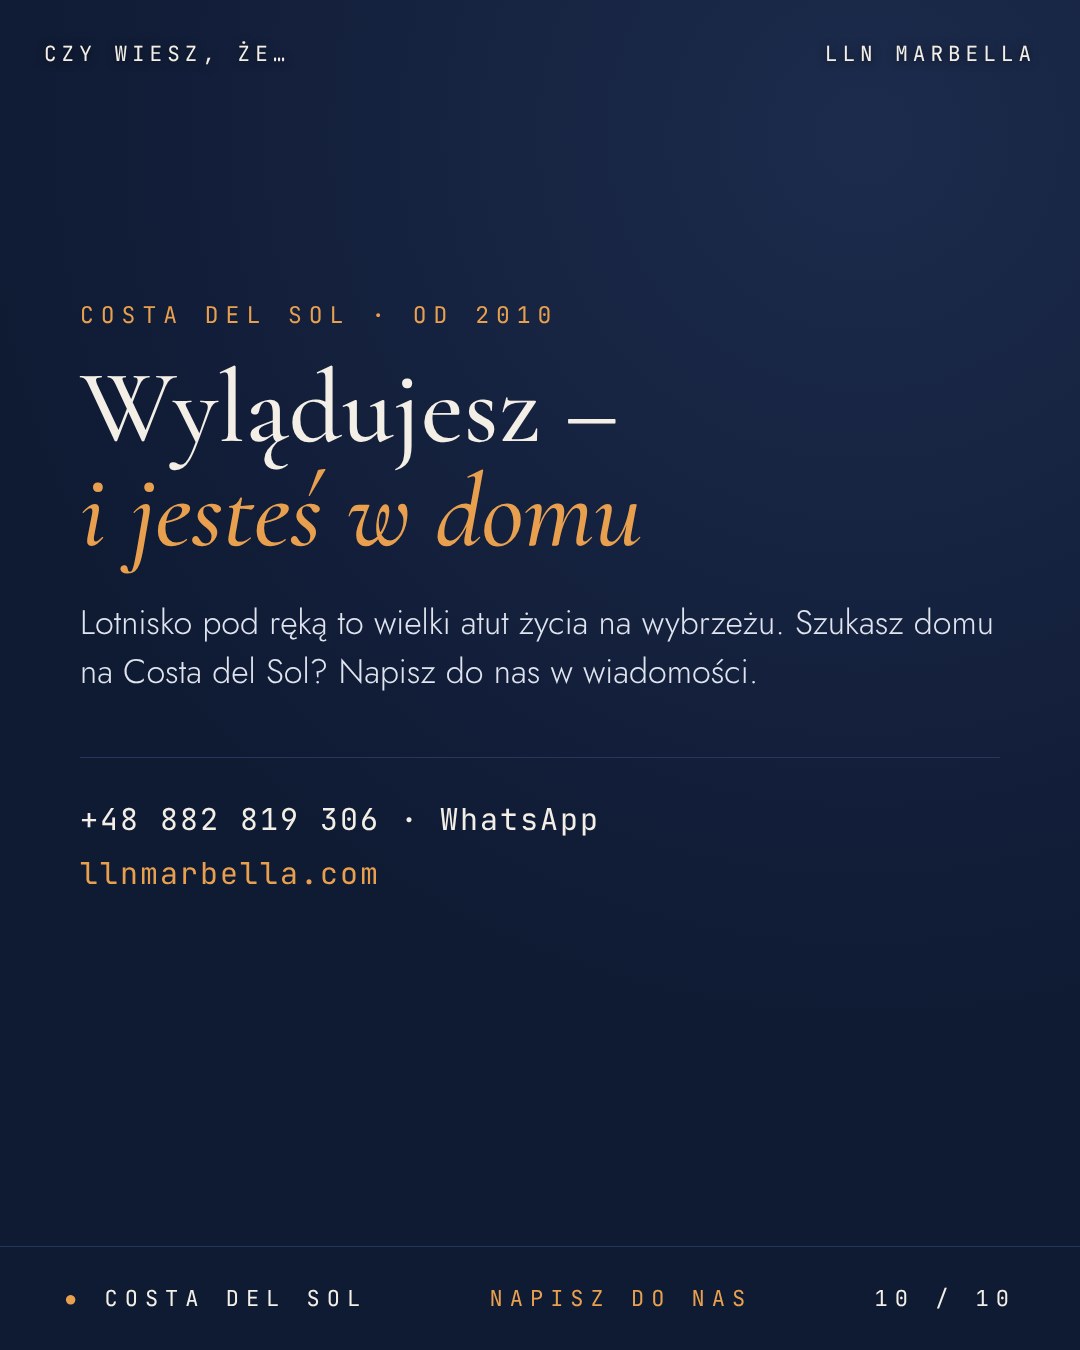 CZY WIESZ, ŻE…
LLN MARBELLA
COSTA DEL SOL · OD 2010
Wylądujesz –
i jesteś w domu
Lotnisko pod ręką to wielki atut życia na wybrzeżu. Szukasz domu
na Costa del Sol? Napisz do nas w wiadomości.
+48 882 819 306 · WhatsApp
llnmarbella.com
• COSTA DEL SOL
NAPISZ DO NAS
10 / 10